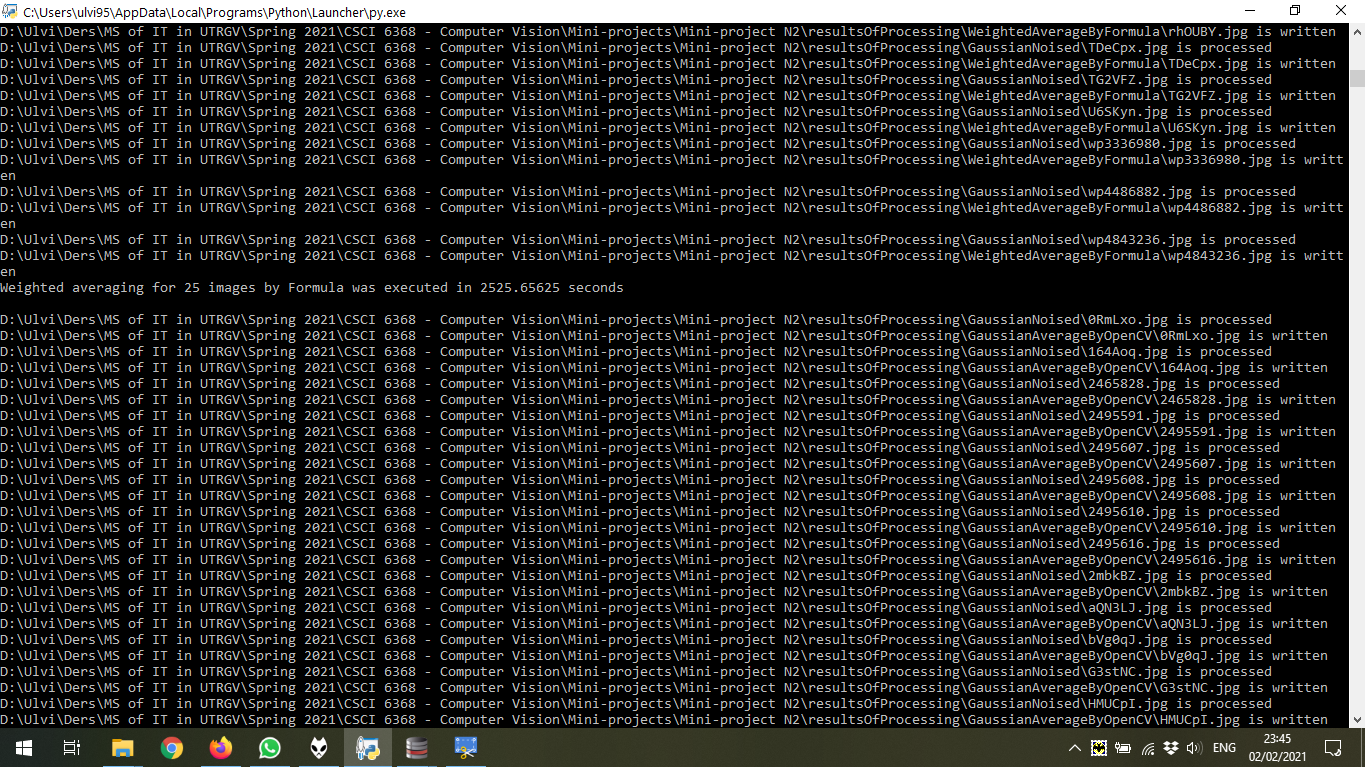 C:\Users\ulvi95\AppData\Local\Programs\Python\Launcher\py.exe
D:\Ulvi\Ders\MS of IT in UTRGV\Spring 2021\CSCI 6368 - Computer Vision\Mini-projects\Mini-project N2\resultsOfProcessing\WeightedAverageByFormula\rhOUBY.jpg is written
D:\Ulvi\Ders\MS of IT in UTRGV\Spring 2021\CSCI 6368 - Computer Vision\Mini-projects\Mini-project N2\resultsOfProcessing\GaussianNoised\TDeCpx.jpg is processed
D:\Ulvi\Ders\MS of IT in UTRGV\Spring 2021\CSCI 6368 - Computer Vision\Mini-projects\Mini-project N2\resultsOfProcessing\WeightedAverageByFormula\TDeCpx.jpg is written
D:\Ulvi\Ders\MS of IT in UTRGV\Spring 2021\CSCI 6368 - Computer Vision\Mini-projects\Mini-project N2\resultsOfProcessing\GaussianNoised\TG2VFZ.jpg is processed
D:\Ulvi\Ders\MS of IT in UTRGV\Spring 2021\CSCI 6368 - Computer Vision\Mini-projects\Mini-project N2\resultsOfProcessing\WeightedAverageByFormula\TG2VFZ.jpg is written
D:\Ulvi\Ders\MS of IT in UTRGV\Spring 2021\CSCI 6368 - Computer Vision\Mini-projects\Mini-project N2\resultsOfProcessing\GaussianNoised\U6SKyn.jpg is processed
D:\Ulvi\Ders\MS of IT in UTRGV\Spring 2021\CSCI 6368 - Computer Vision\Mini-projects\Mini-project N2\resultsOfProcessing\WeightedAverageByFormula\U6SKyn.jpg is written
D:\Ulvi\Ders\MS of IT in UTRGV\Spring 2021\CSCI 6368 - Computer Vision\Mini-projects\Mini-project N2\resultsOfProcessing\GaussianNoised\wp3336980.jpg is processed
D:\Ulvi\Ders\MS of IT in UTRGV\Spring 2021\CSCI 6368 - Computer Vision\Mini-projects\Mini-project N2\resultsOfProcessing\WeightedAverageByFormula\wp3336980.jpg is writt
en
D:\Ulvi\Ders\MS of IT in UTRGV\Spring 2021\CSCI 6368 - Computer Vision\Mini-projects\Mini-project N2\resultsOfProcessing\GaussianNoised\wp4486882.jpg is processed
D:\Ulvi\Ders\MS of IT in UTRGV\Spring 2021\CSCI 6368 - Computer Vision\Mini-projects\Mini-project N2\resultsOfProcessing\WeightedAverageByFormula\wp4486882.jpg is writt
en
D:\Ulvi\Ders\MS of IT in UTRGV\Spring 2021\CSCI 6368 - Computer Vision\Mini-projects\Mini-project N2\resultsOfProcessing\GaussianNoised\wp4843236.jpg is processed
D:\Ulvi\Ders\MS of IT in UTRGV\Spring 2021\CSCI 6368 - Computer Vision\Mini-projects\Mini-project N2\resultsOfProcessing\WeightedAverageByFormula\wp4843236.jpg is writt
en
Weighted averaging for 25 images by Formula was executed in 2525.65625 seconds
D:\Ulvi\Ders\MS of IT in UTRGV\Spring 2021\CSCI 6368 - Computer Vision\Mini-projects\Mini-project N2\resultsOfProcessing\GaussianNoised\0RmLxo.jpg is processed
D:\Ulvi\Ders\MS of IT in UTRGV\Spring 2021\CSCI 6368 - Computer Vision\Mini-projects\Mini-project N2\resultsOfProcessing\GaussianAverageByOpenCV\0RmLxo.jpg is written
D:\Ulvi\Ders\MS of IT in UTRGV\Spring 2021\CSCI 6368 - Computer Vision\Mini-projects\Mini-project N2\resultsOfProcessing\GaussianNoised\164Aoq.jpg is processed
D:\Ulvi\Ders\MS of IT in UTRGV\Spring 2021\CSCI 6368 - Computer Vision\Mini-projects\Mini-project N2\resultsOfProcessing\GaussianAverageByOpenCV\164Aoq.jpg is written
D:\Ulvi\Ders\MS of IT in UTRGV\Spring 2021\CSCI 6368 - Computer Vision\Mini-projects\Mini-project N2\resultsOfProcessing\GaussianNoised\2465828.jpg is processed
D:\Ulvi\Ders\MS of IT in UTRGV\Spring 2021\CSCI 6368 - Computer Vision\Mini-projects\Mini-project N2\resultsOfProcessing\GaussianAverageByOpenCV\2465828.jpg is written
D:\Ulvi\Ders\MS of IT in UTRGV\Spring 2021\CSCI 6368 - Computer Vision\Mini-projects\Mini-project N2\resultsOfProcessing\GaussianNoised\2495591.jpg is processed
D:\Ulvi\Ders\MS of IT in UTRGV\Spring 2021\CSCI 6368 - Computer Vision\Mini-projects\Mini-project N2\resultsOfProcessing\GaussianAverageByOpenCV\2495591.jpg is written
D:\Ulvi\Ders\MS of IT in UTRGV\Spring 2021\CSCI 6368 - Computer Vision\Mini-projects\Mini-project N2\resultsOfProcessing\GaussianNoised\2495607.jpg is processed
D:\Ulvi\Ders\MS of IT in UTRGV\Spring 2021\CSCI 6368 - Computer Vision\Mini-projects\Mini-project N2\resultsOfProcessing\GaussianAverageByOpenCV\2495607.jpg is written
D:\Ulvi\Ders\MS of IT in UTRGV\Spring 2021\CSCI 6368 - Computer Vision\Mini-projects\Mini-project N2\resultsOfProcessing\GaussianNoised\2495608.jpg is processed
D:\Ulvi\Ders\MS of IT in UTRGV\Spring 2021\CSCI 6368 - Computer Vision\Mini-projects\Mini-project N2\resultsOfProcessing\GaussianAverageByOpenCV\2495608.jpg is written
D:\Ulvi\Ders\MS of IT in UTRGV\Spring 2021\CSCI 6368 - Computer Vision\Mini-projects\Mini-project N2\resultsOfProcessing\GaussianNoised\2495610.jpg is processed
D:\Ulvi\Ders\MS of IT in UTRGV\Spring 2021\CSCI 6368 - Computer Vision\Mini-projects\Mini-project N2\resultsOfProcessing\GaussianAverageByOpenCV\2495610.jpg is written
D:\Ulvi\Ders\MS of IT in UTRGV\Spring 2021\CSCI 6368 - Computer Vision\Mini-projects\Mini-project N2\resultsOfProcessing\GaussianNoised\2495616.jpg is processed
D:\Ulvi\Ders\MS of IT in UTRGV\Spring 2021\CSCI 6368 - Computer Vision\Mini-projects\Mini-project N2\resultsOfProcessing\GaussianAverageByOpenCV\2495616.jpg is written
D:\Ulvi\Ders\MS of IT in UTRGV\Spring 2021\CSCI 6368 - Computer Vision\Mini-projects\Mini-project N2\resultsOfProcessing\GaussianNoised\2mbkBZ.jpg is processed
D:\Ulvi\Ders\MS of IT in UTRGV\Spring 2021\CSCI 6368 - Computer Vision\Mini-projects\Mini-project N2\resultsOfProcessing\GaussianAverageByOpenCV\2mbkBZ.jpg is written
D:\Ulvi\Ders\MS of IT in UTRGV\Spring 2021\CSCI 6368 - Computer Vision\Mini-projects\Mini-project N2\resultsOfProcessing\GaussianNoised\aQN3LJ.jpg is processed
D:\Ulvi\Ders\MS of IT in UTRGV\Spring 2021\CSCI 6368 - Computer Vision\Mini-projects\Mini-project N2\resultsOfProcessing\GaussianAverageByOpenCV\aQN3LJ.jpg is written
D:\Ulvi\Ders\MS of IT in UTRGV\Spring 2021\CSCI 6368 - Computer Vision\Mini-projects\Mini-project N2\resultsOfProcessing\GaussianNoised\bVg0qJ.jpg is processed
D:\Ulvi\Ders\MS of IT in UTRGV\Spring 2021\CSCI 6368 - Computer Vision\Mini-projects\Mini-project N2\resultsOfProcessing\GaussianAverageByOpenCV\bVg0qJ.jpg is written
D:\Ulvi\Ders\MS of IT in UTRGV\Spring 2021\CSCI 6368 - Computer Vision\Mini-projects\Mini-project N2\resultsOfProcessing\GaussianNoised\G3stNC.jpg is processed
D:\Ulvi\Ders\MS of IT in UTRGV\Spring 2021\CSCI 6368 - Computer Vision\Mini-projects\Mini-project N2\resultsOfProcessing\GaussianAverageByOpenCV\G3stNC.jpg is written
D:\Ulvi\Ders\MS of IT in UTRGV\Spring 2021\CSCI 6368 - Computer Vision\Mini-projects\Mini-project N2\resultsOfProcessing\GaussianNoised\HMUCpI.jpg is processed
D:\Ulvi\Ders\MS of IT in UTRGV\Spring 2021\CSCI 6368 - Computer Vision\Mini-projects\Mini-project N2\resultsOfProcessing\GaussianAverageByOpenCV\HMUCpI.jpg is written
ENG
23:45
02/02/2021